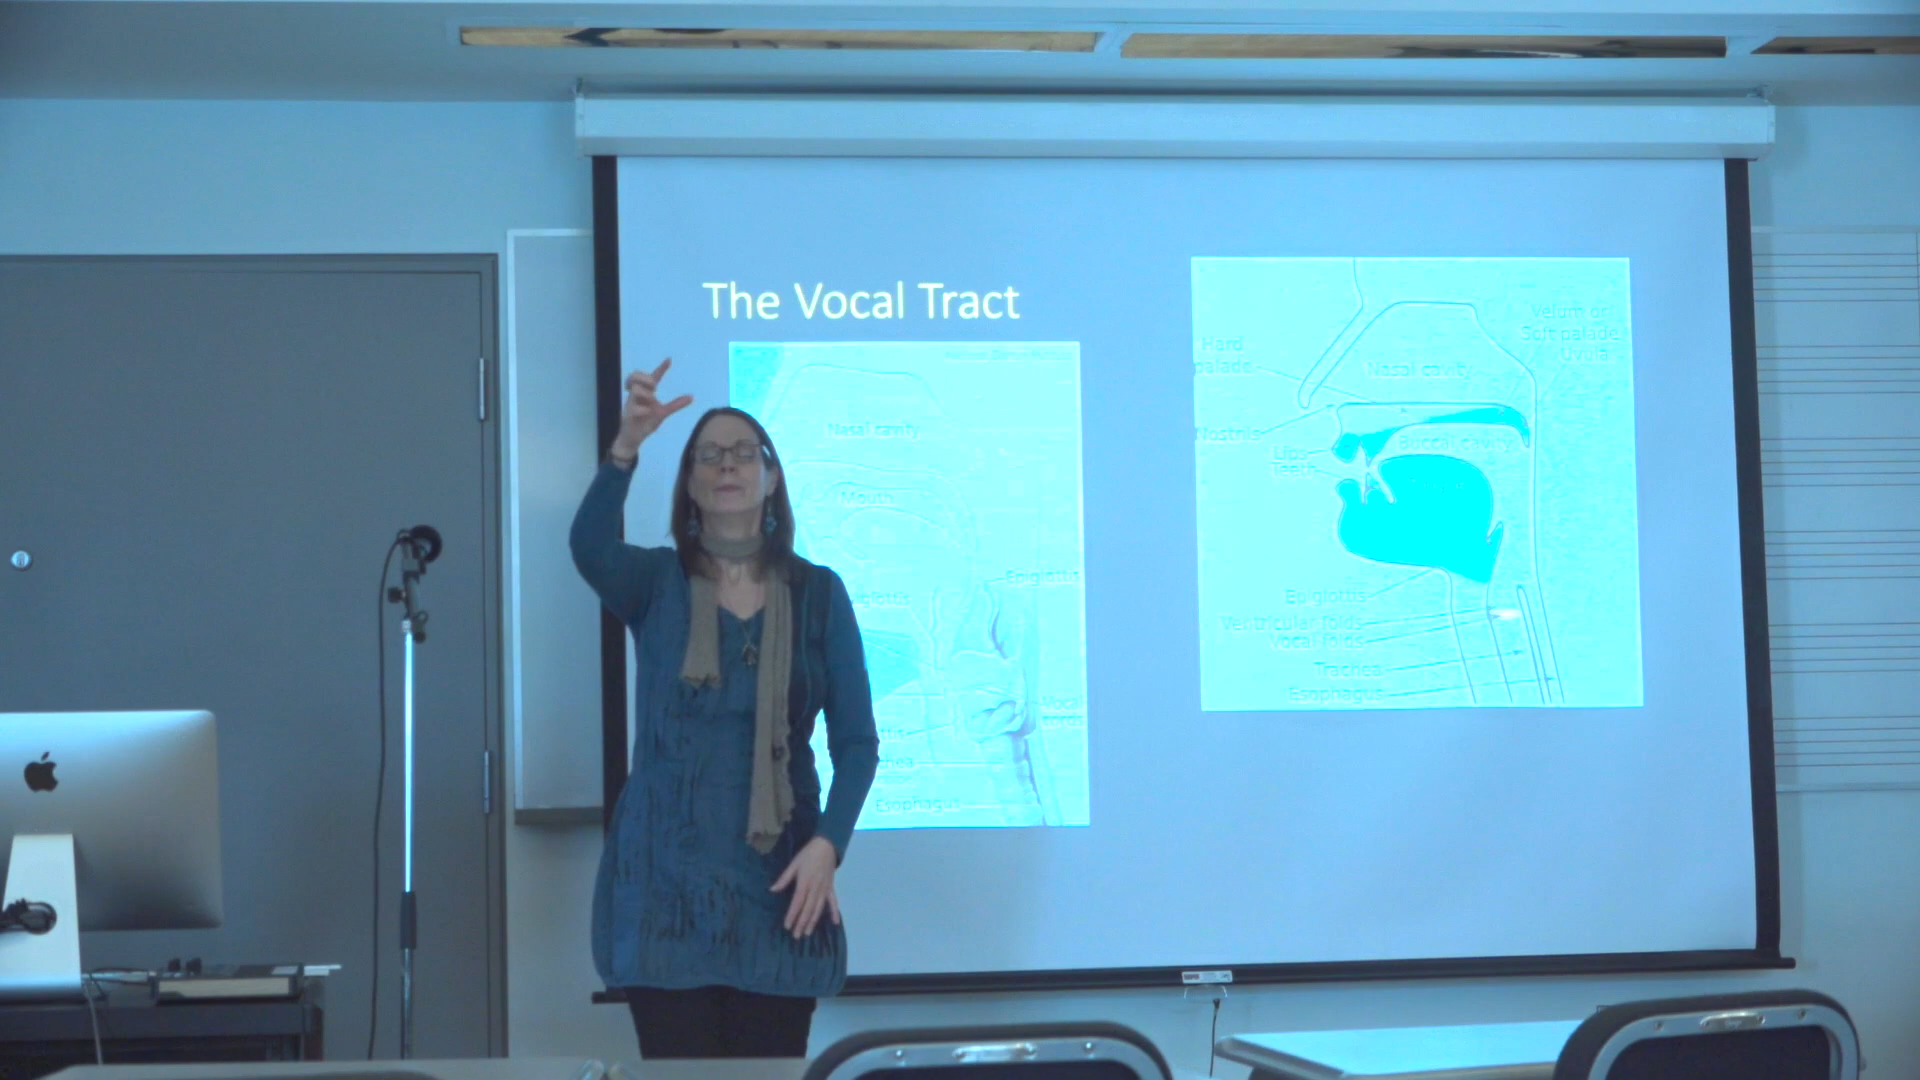 The Vocal Tract
Nasal cavity
Mouth
Epiglottis
Esophagus
Hard
palade
Velum or
Soft palade
Uvula
Nasal cavity
Nostrils
Buccal cavity
Lips
Teeth
Epiglottis
Ventricular folds
Vocal folds
Trachea
Esophagus